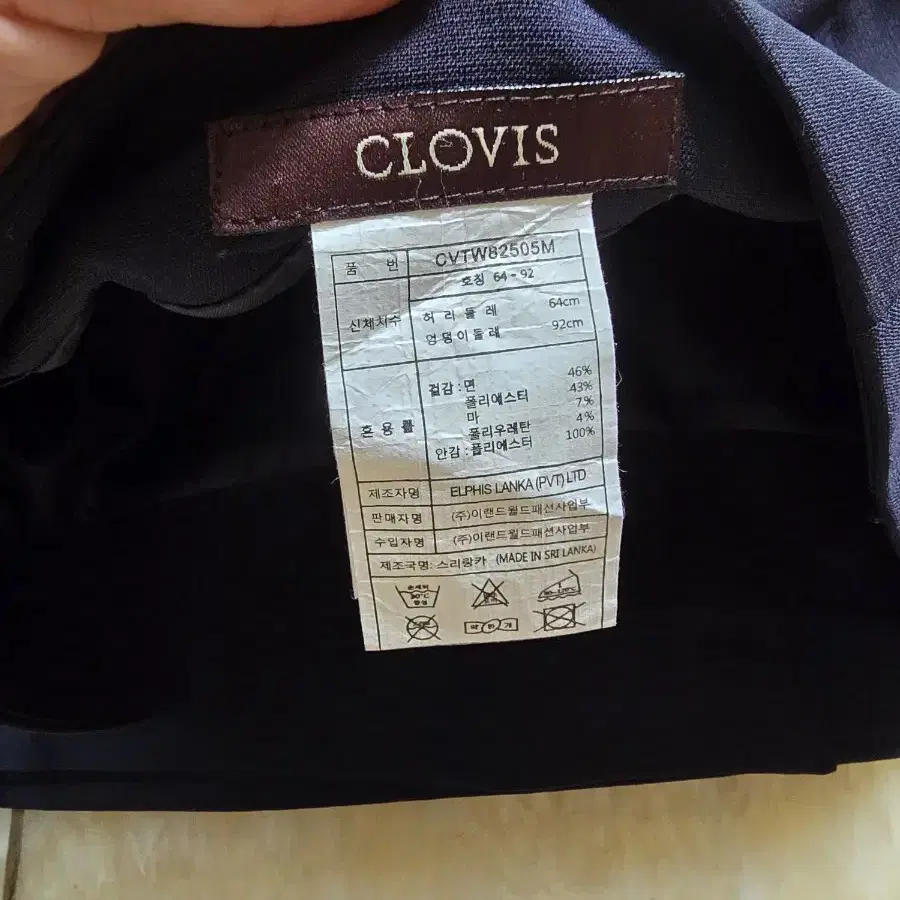 CLOVIS
품 번 CVTW82505M
호칭 64-92
신체치수 허리둘레 64cm
엉덩이둘레 92cm
혼용률 겉감:면 46%
폴리에스터 43%
마 7%
폴리우레탄 4%
안감:폴리에스터 100%
제조자명 ELPHIS LANKA (PVT) LTD
판매자명 (주)이랜드월드패션사업부
수입자명 (주)이랜드월드패션사업부
제조국명:스리랑카 (MADE IN SRI LANKA)
30°C
약하게